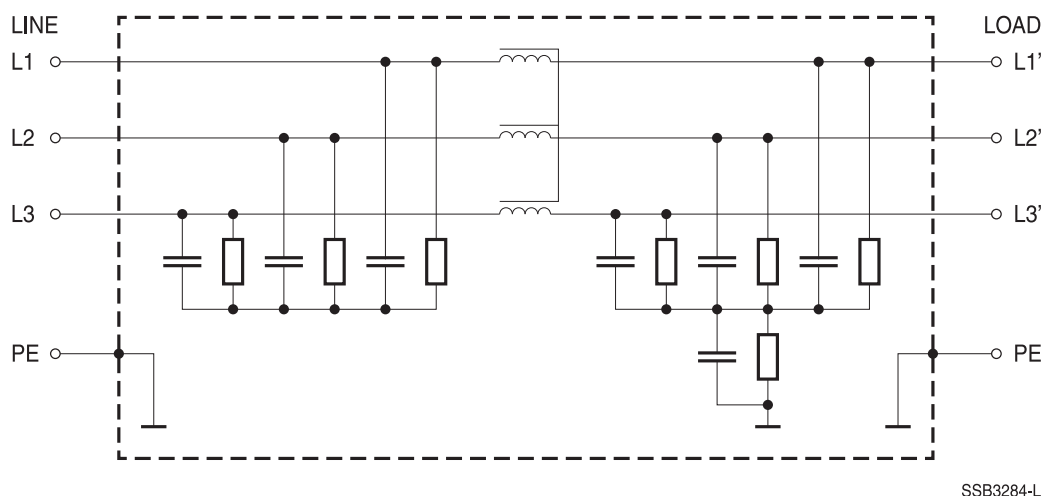 LINE LOAD
L1 L1’
L2 L2’
L3 L3’
PE PE
SSB3284-L